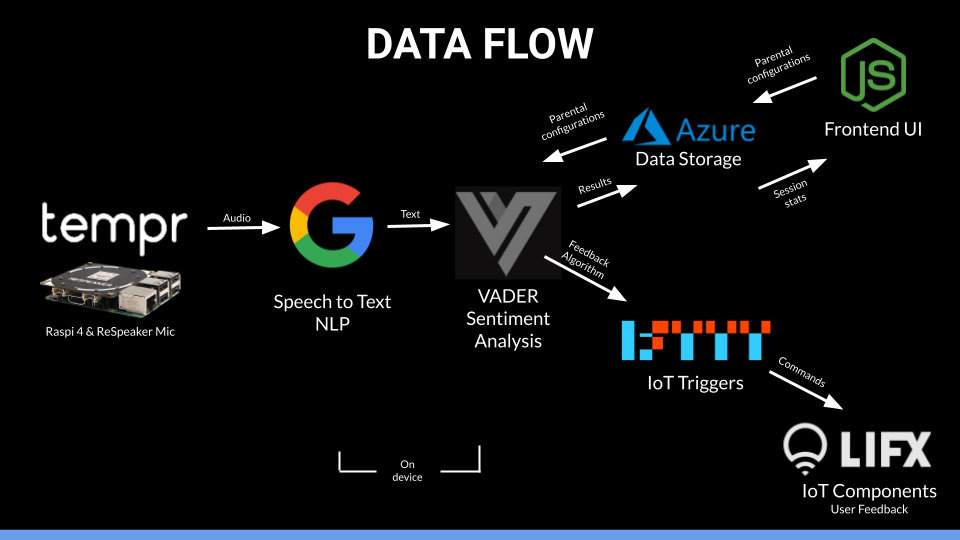 DATA FLOW
Parental
configurations
JS
Frontend UI
Parental
configurations
Azure
Data Storage
Results
Session
stats
tempr
Audio
G
Text
V
Feedback
Algorithm
RESPEAKER
Raspi 4 & ReSpeaker Mic
Speech to Text
NLP
VADER
Sentiment
Analysis
IFTTT
IoT Triggers
Commands
LIFX
IoT Components
User Feedback
On
device